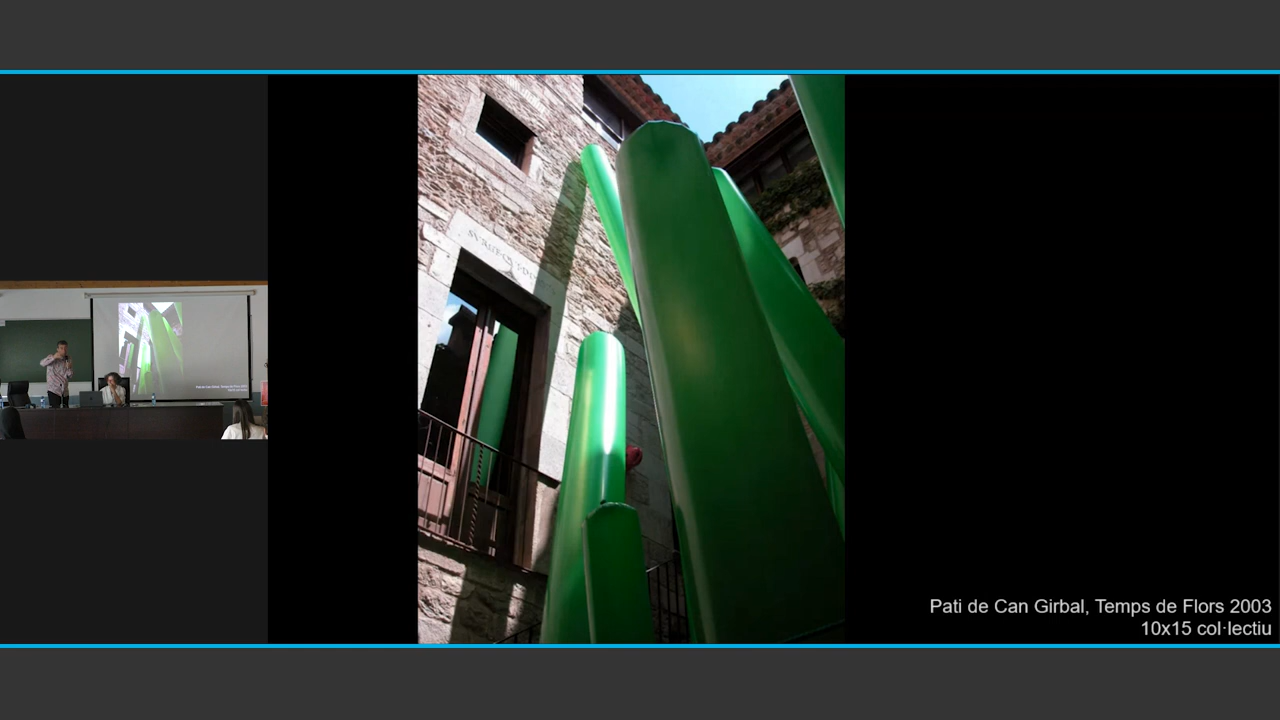 Pati de Can Girbal, Temps de Flors 2003
10x15 col·lectiu